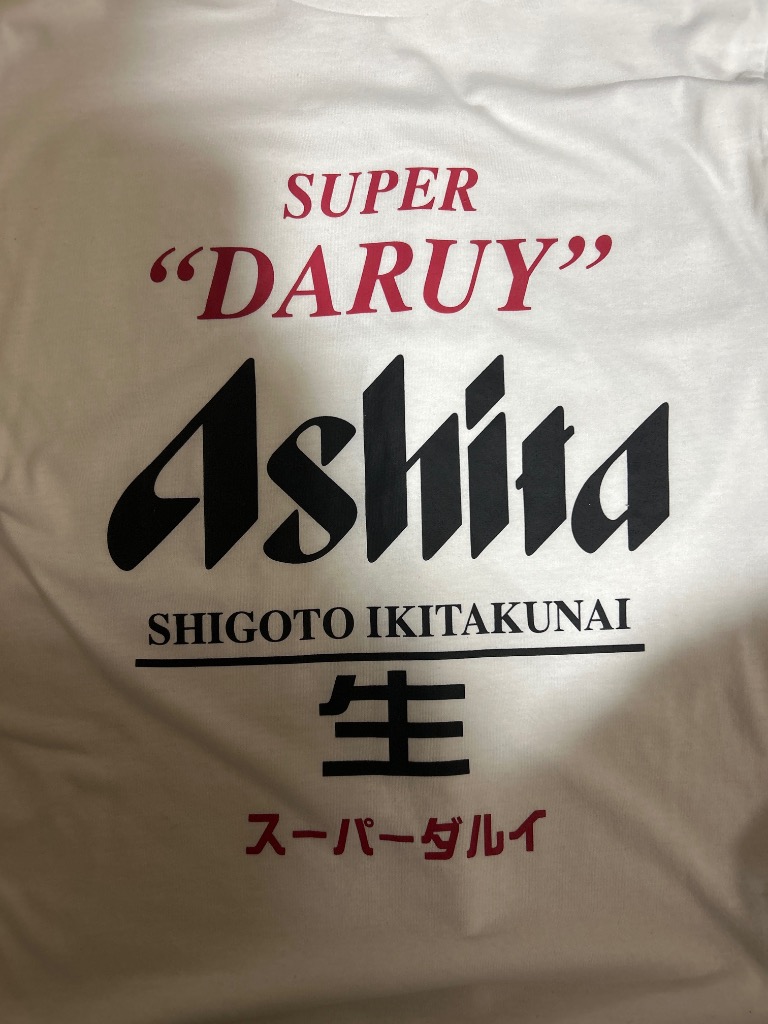 SUPER
“DARUY”
Ashita
SHIGOTO IKITAKUNAI
生
スーパーダルイ